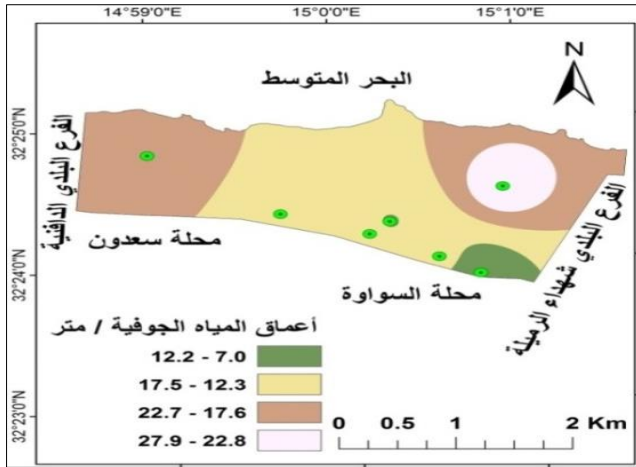 14°59'0"E 15°0'0"E 15°1'0"E
N
البحر المتوسط
32°25'0"N
الفرع البلدي الدافنية
الفرع البلدي شهداء الرميلة
محلة سعدون
32°24'0"N
محلة السواوة
أعماق المياه الجوفية / متر
12.2 - 7.0
17.5 - 12.3
22.7 - 17.6
27.9 - 22.8
0 0.5 1 2 Km
32°23'0"N